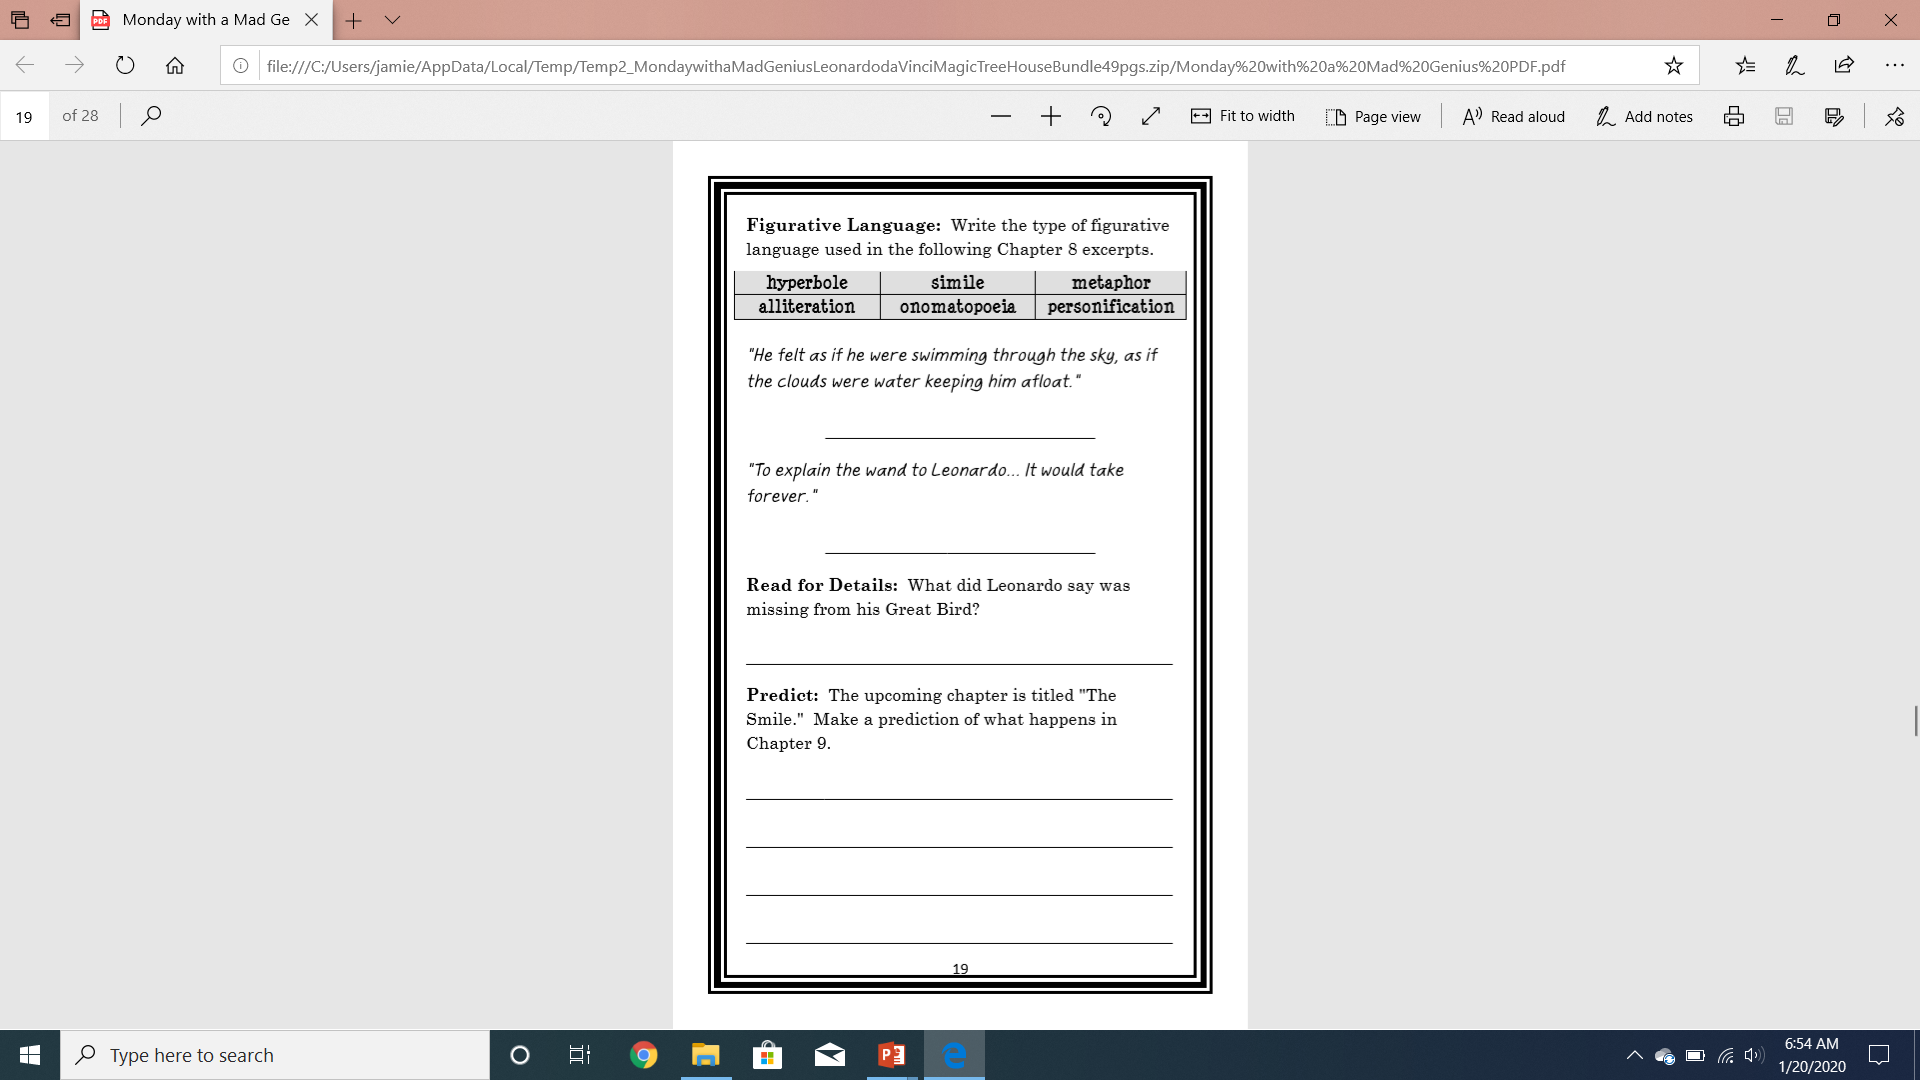 Monday with a Mad Ge
file:///C:/Users/jamie/AppData/Local/Temp/Temp2_MondaywithaMadGeniusLeonardodaVinciMagicTreeHouseBundle49pgs.zip/Monday%20with%20a%20Mad%20Genius%20PDF.pdf
19 of 28 Fit to width Page view Read aloud Add notes
Figurative Language: Write the type of figurative
language used in the following Chapter 8 excerpts.
hyperbole simile metaphor
alliteration onomatopoeia personification
"He felt as if he were swimming through the sky, as if
the clouds were water keeping him afloat."
"To explain the wand to Leonardo... It would take
forever."
Read for Details: What did Leonardo say was
missing from his Great Bird?
Predict: The upcoming chapter is titled "The
Smile." Make a prediction of what happens in
Chapter 9.
19
Type here to search
6:54 AM
1/20/2020